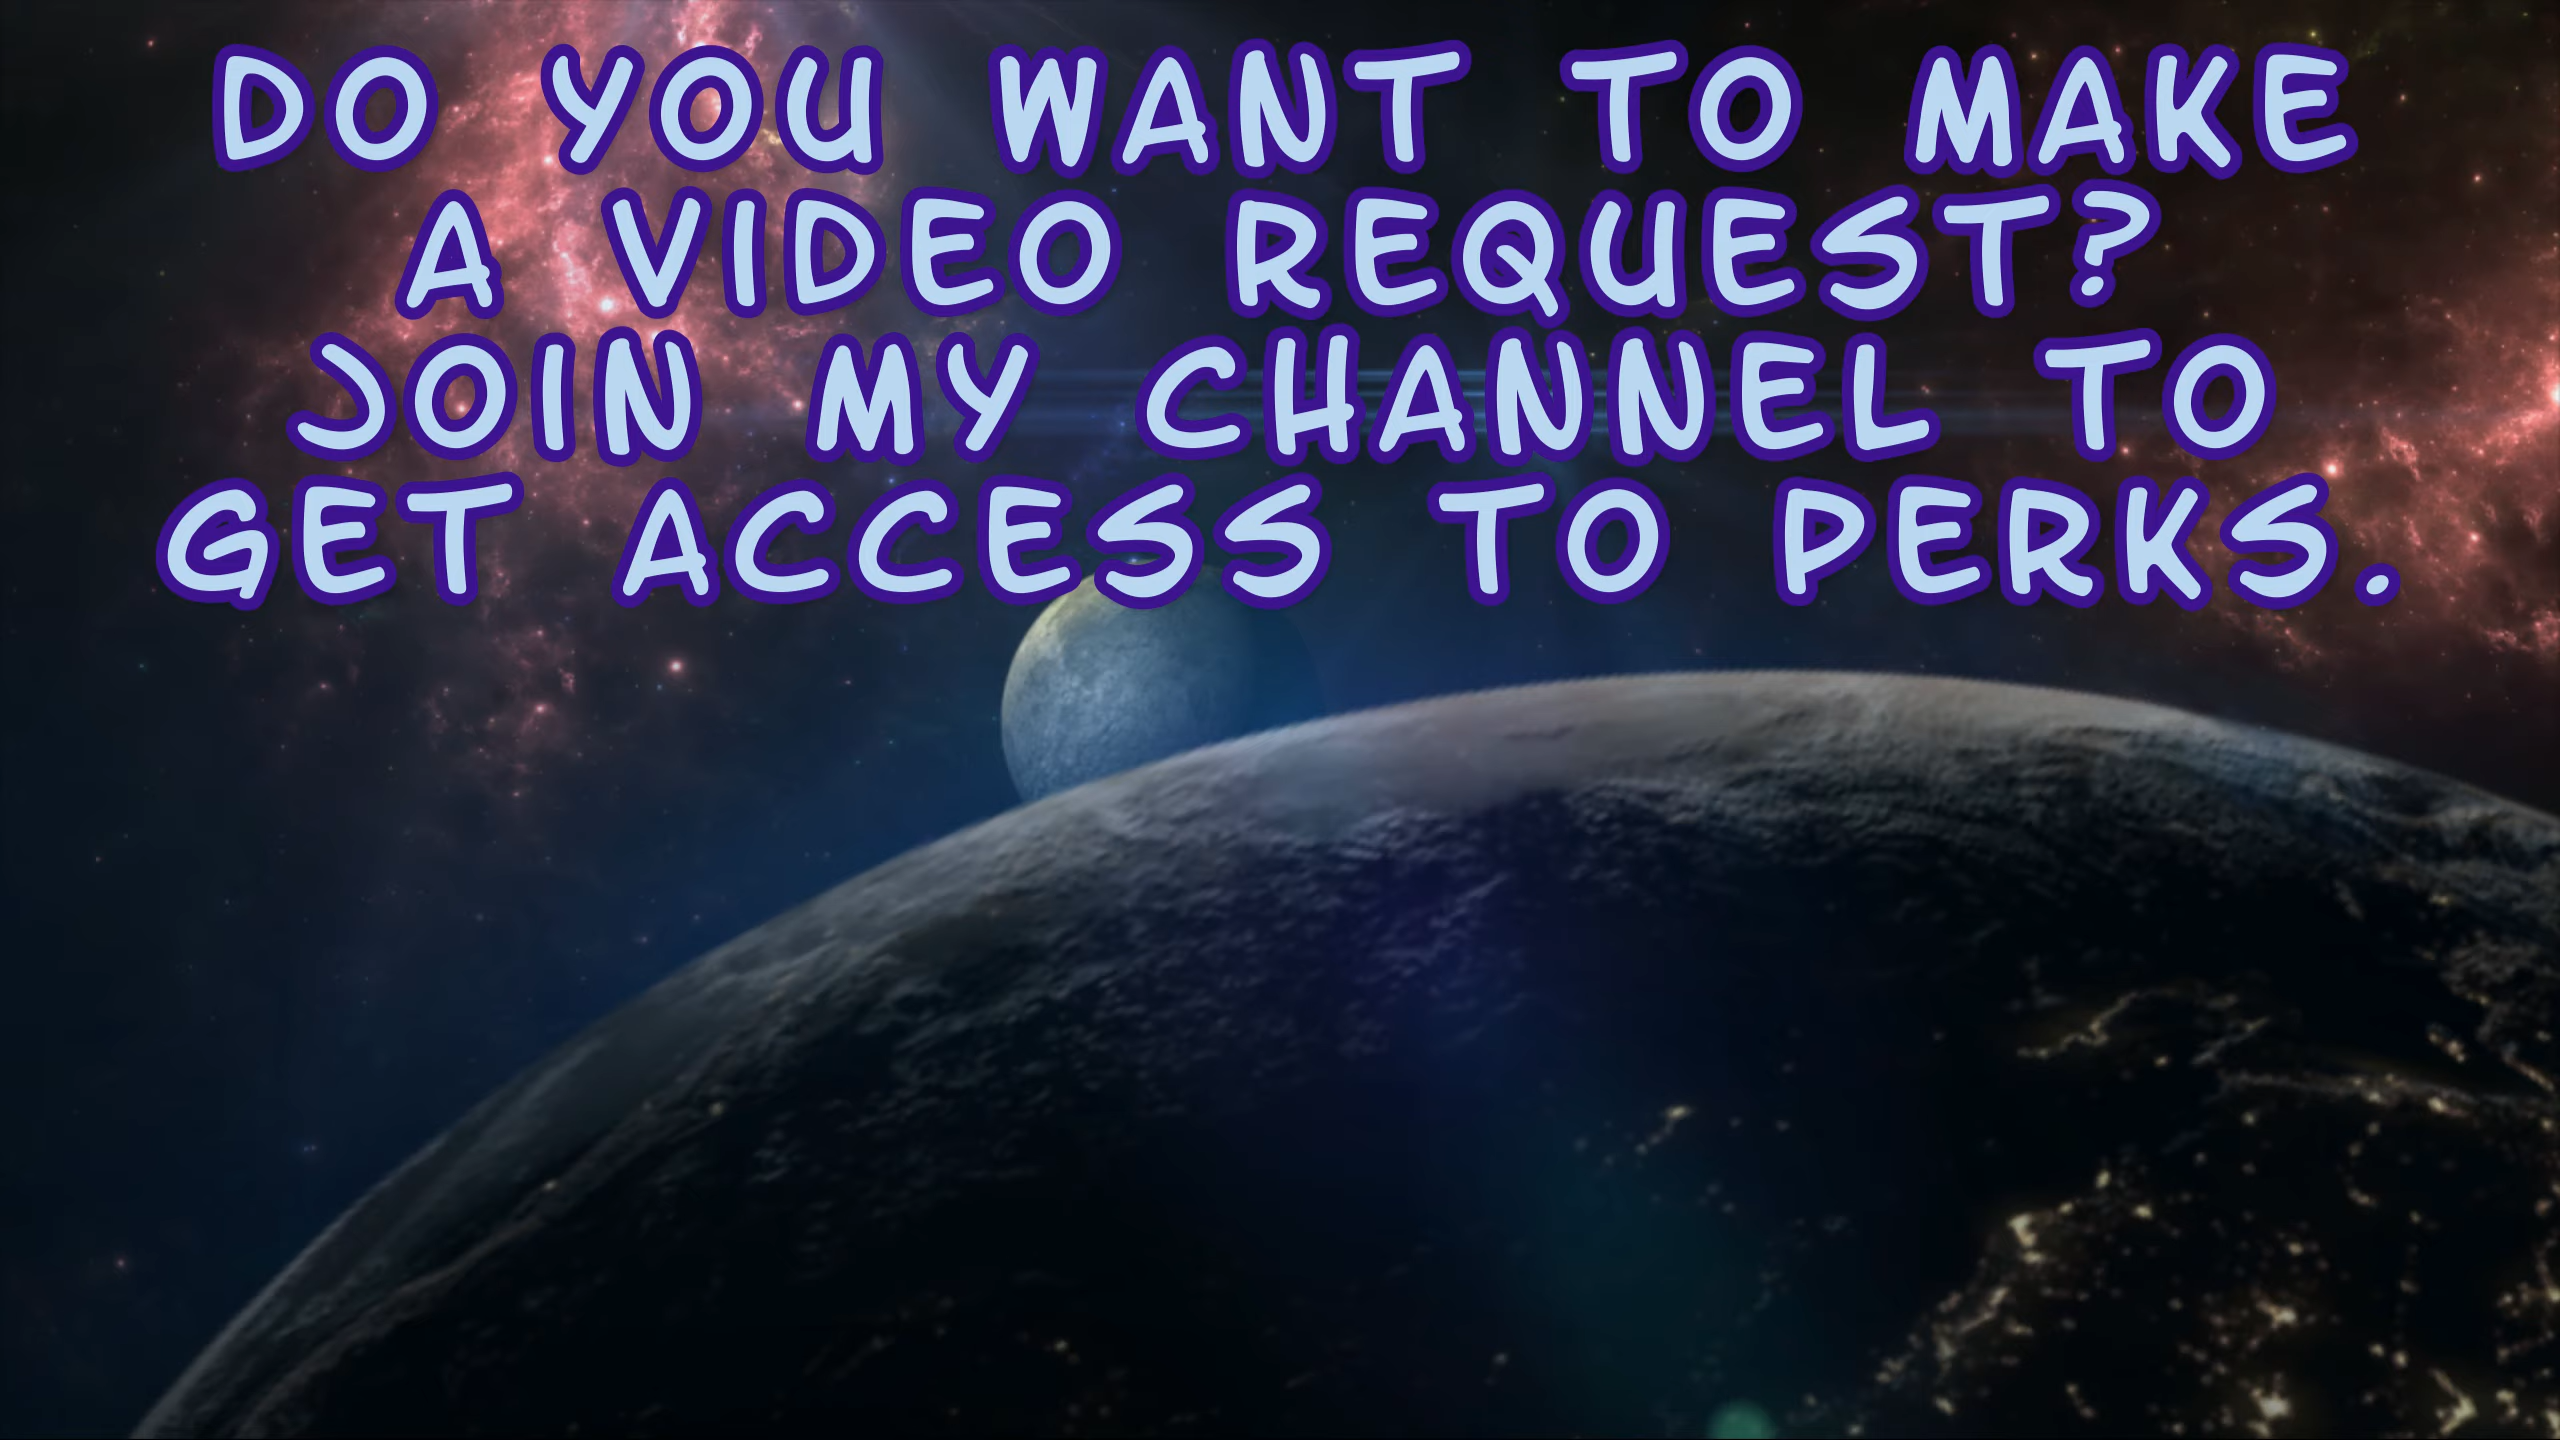 DO YOU WANT TO MAKE
A VIDEO REQUEST?
JOIN MY CHANNEL TO
GET ACCESS TO PERKS.